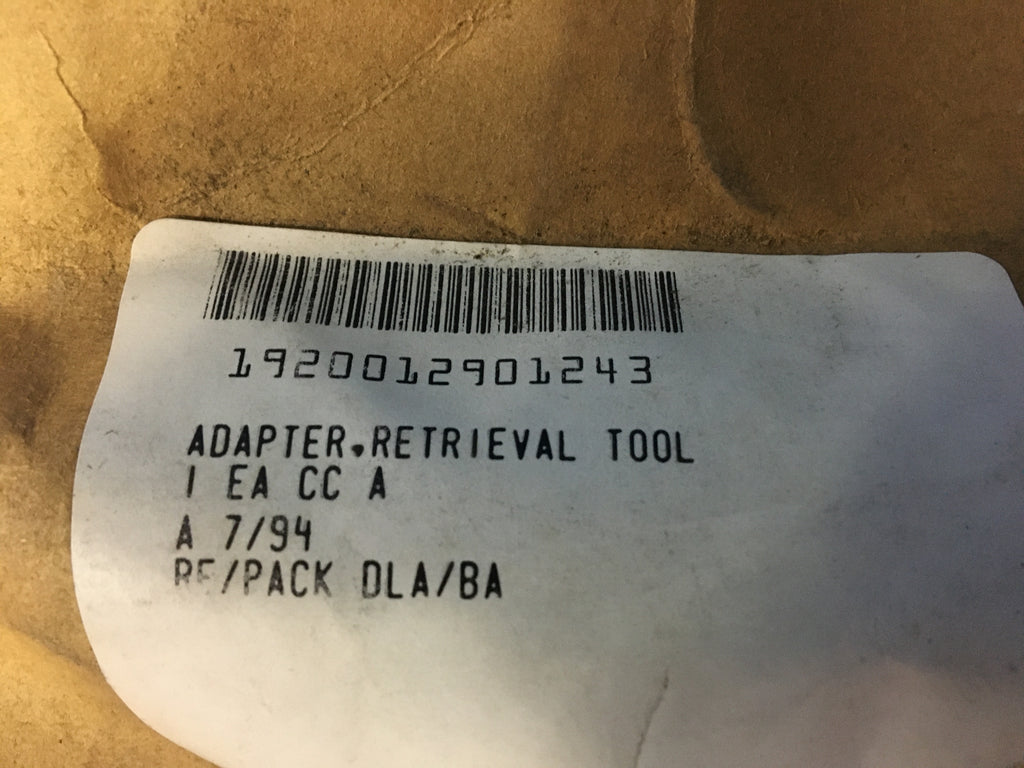 1920012901243
ADAPTER,RETRIEVAL TOOL
1 EA CC A
A 7/94
RE/PACK DLA/BA